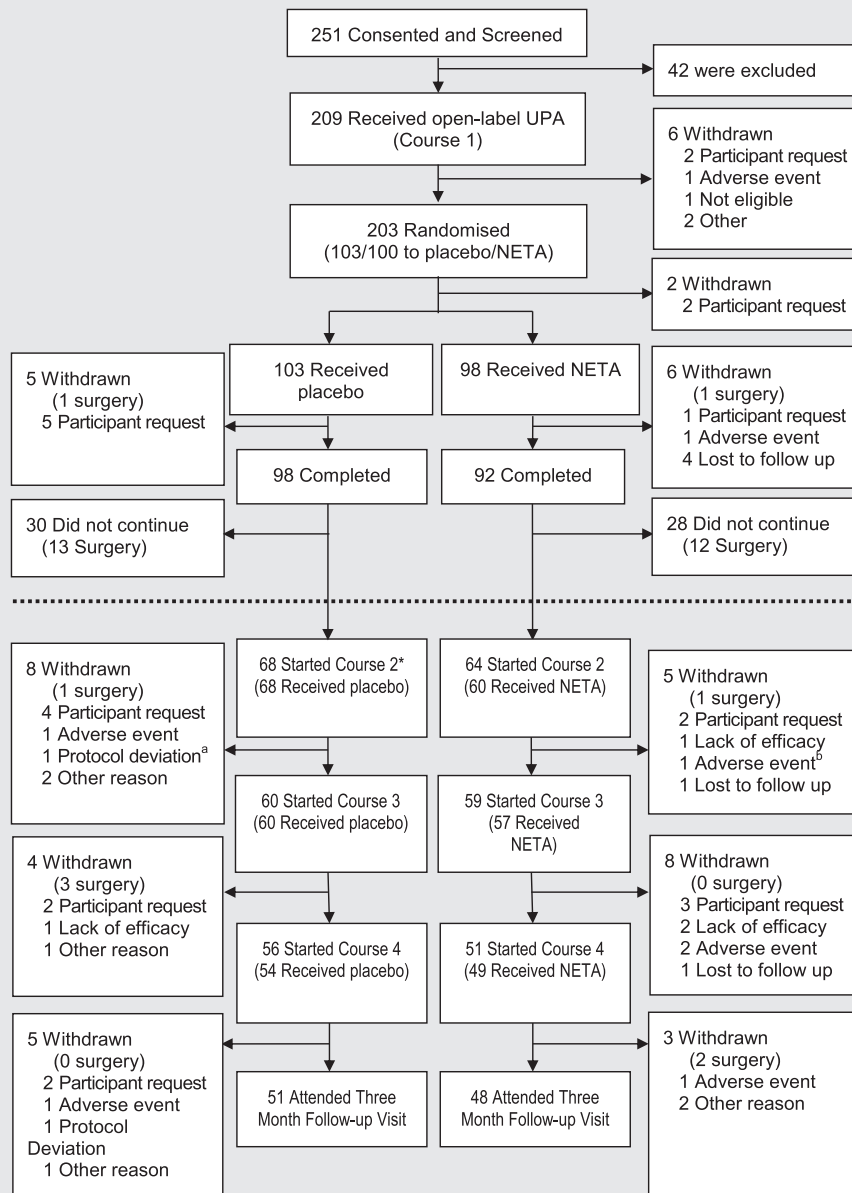 251 Consented and Screened
42 were excluded
209 Received open-label UPA
(Course 1)
6 Withdrawn
2 Participant request
1 Adverse event
1 Not eligible
2 Other
203 Randomised
(103/100 to placebo/NETA)
2 Withdrawn
2 Participant request
103 Received
placebo
98 Received NETA
5 Withdrawn
(1 surgery)
5 Participant request
6 Withdrawn
(1 surgery)
1 Participant request
1 Adverse event
4 Lost to follow up
98 Completed
92 Completed
30 Did not continue
(13 Surgery)
28 Did not continue
(12 Surgery)
68 Started Course 2*
(68 Received placebo)
64 Started Course 2
(60 Received NETA)
8 Withdrawn
(1 surgery)
4 Participant request
1 Adverse event
1 Protocol deviationa
2 Other reason
5 Withdrawn
(1 surgery)
2 Participant request
1 Lack of efficacy
1 Adverse eventb
1 Lost to follow up
60 Started Course 3
(60 Received placebo)
59 Started Course 3
(57 Received
NETA)
4 Withdrawn
(3 surgery)
2 Participant request
1 Lack of efficacy
1 Other reason
8 Withdrawn
(0 surgery)
3 Participant request
2 Lack of efficacy
2 Adverse event
1 Lost to follow up
56 Started Course 4
(54 Received placebo)
51 Started Course 4
(49 Received NETA)
5 Withdrawn
(0 surgery)
2 Participant request
1 Adverse event
1 Protocol
Deviation
1 Other reason
3 Withdrawn
(2 surgery)
1 Adverse event
2 Other reason
51 Attended Three
Month Follow-up Visit
48 Attended Three
Month Follow-up Visit